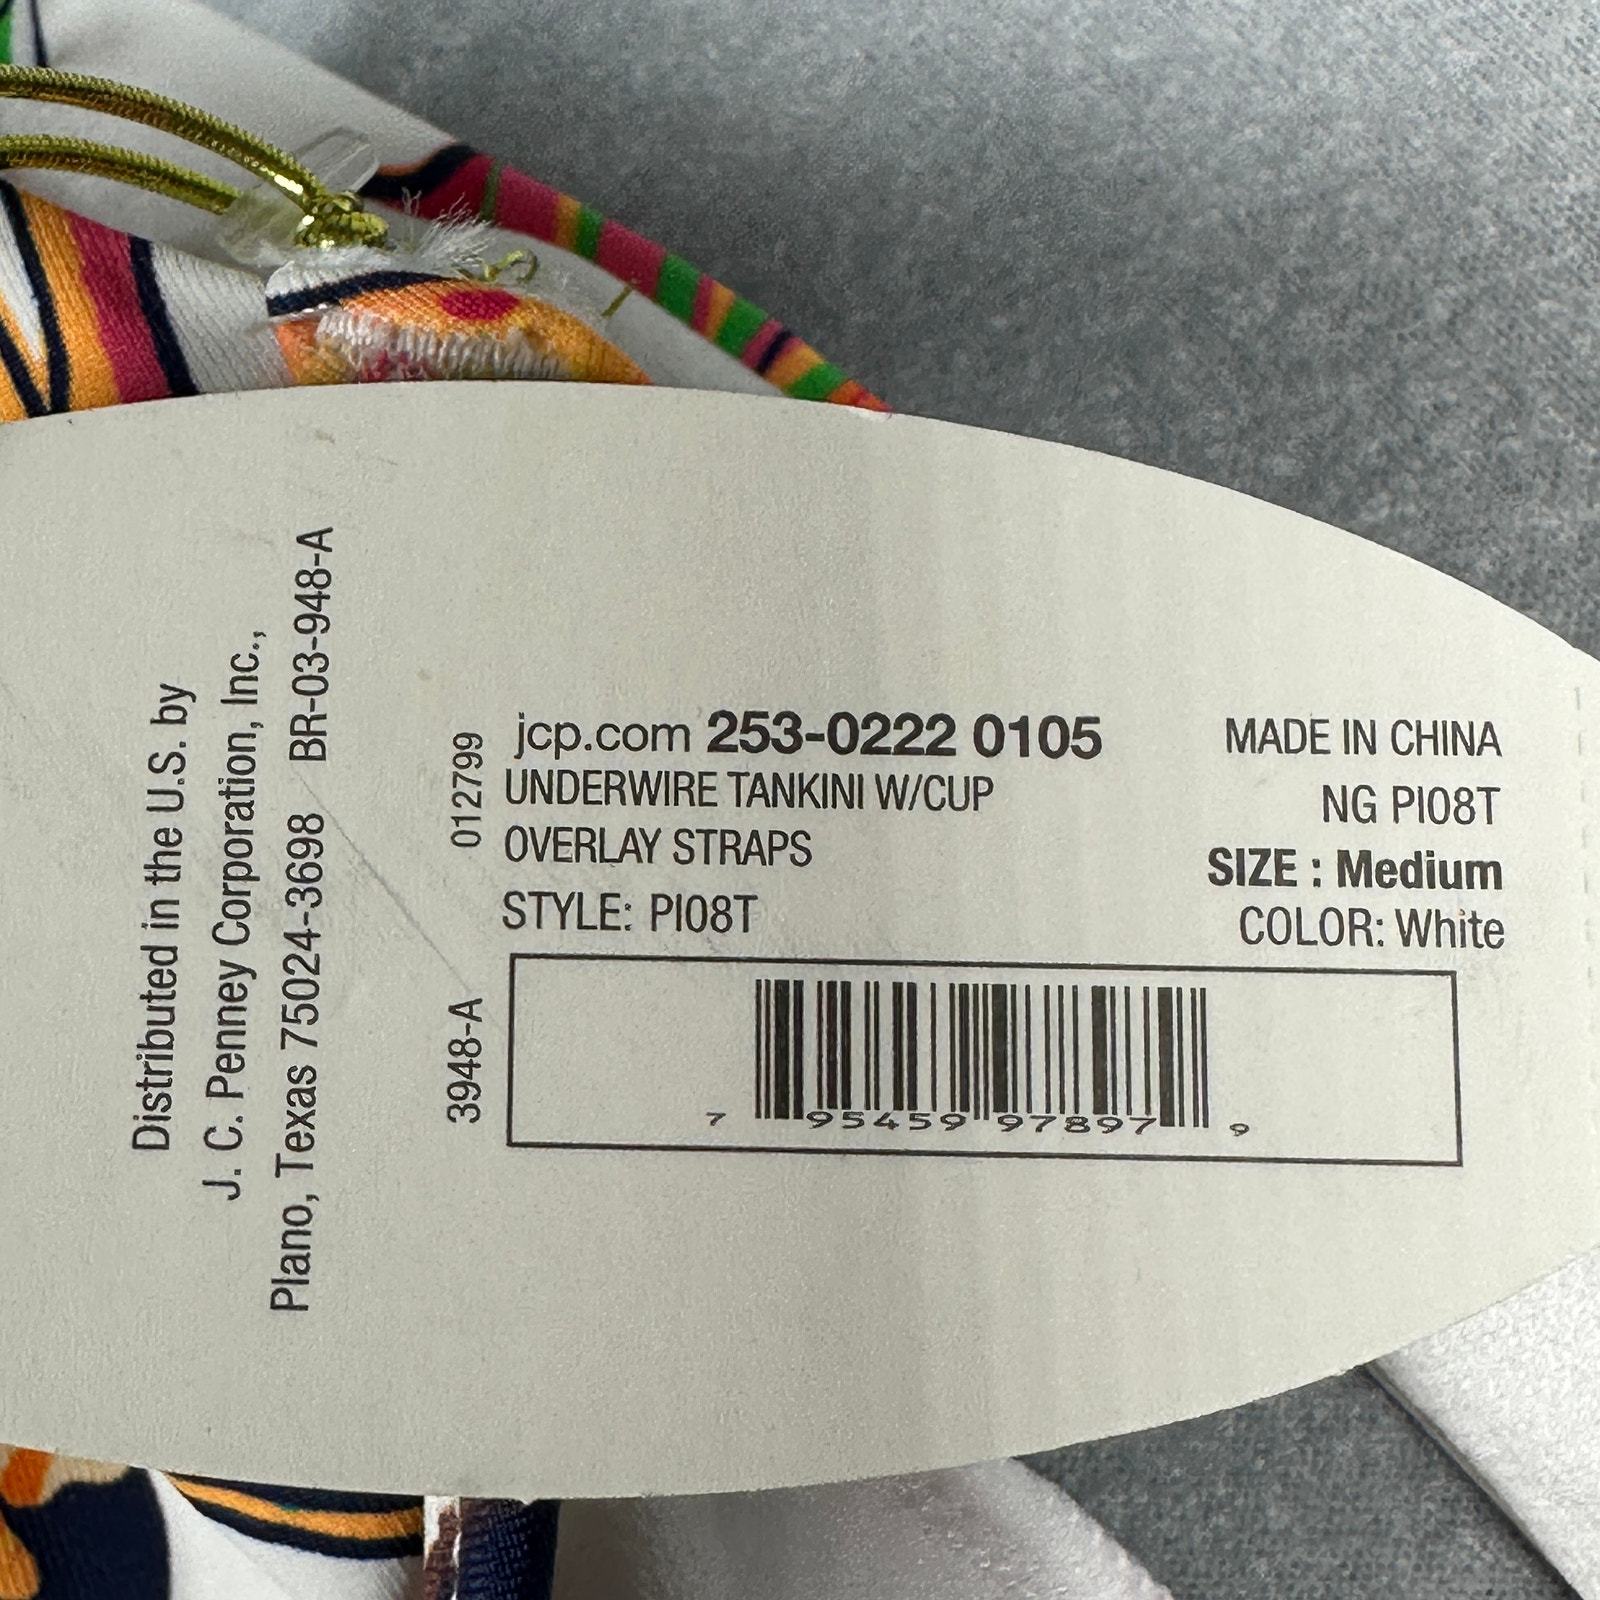 Distributed in the U.S. by
J. C. Penney Corporation, Inc.,
Plano, Texas 75024-3698 BR-03-948-A
012799
3948-A
jcp.com 253-0222 0105
UNDERWIRE TANKINI W/CUP
OVERLAY STRAPS
STYLE: PI08T
MADE IN CHINA
NG PI08T
SIZE : Medium
COLOR: White
7 95459 97897 9